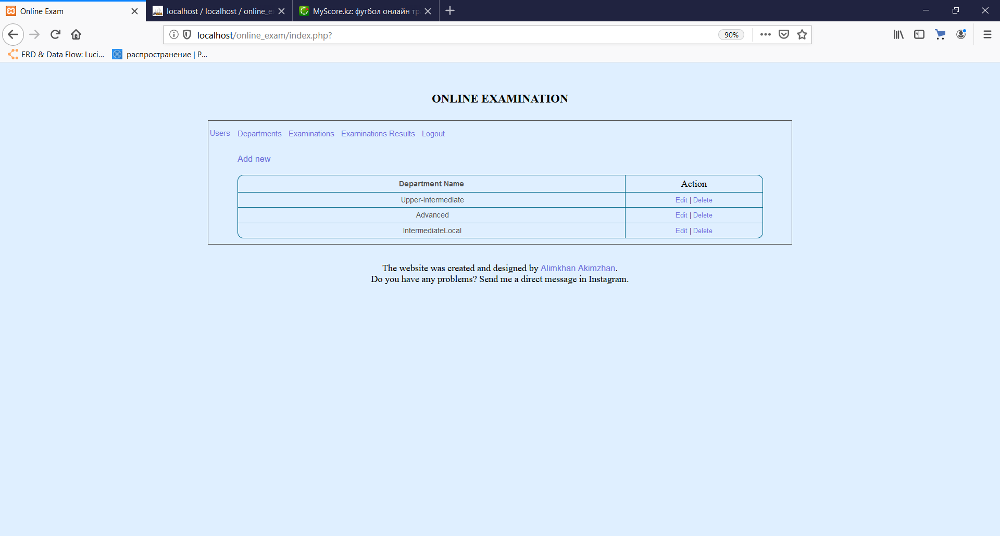 Online Exam
localhost / localhost / online_e
MyScore.kz: футбол онлайн тр
localhost/online_exam/index.php?
90%
ERD & Data Flow: Luci...
распространение | Р...
ONLINE EXAMINATION
Users Departments Examinations Examinations Results Logout
Add new
Department Name Action
Upper-Intermediate Edit | Delete
Advanced Edit | Delete
IntermediateLocal Edit | Delete
The website was created and designed by Alimkhan Akimzhan.
Do you have any problems? Send me a direct message in Instagram.